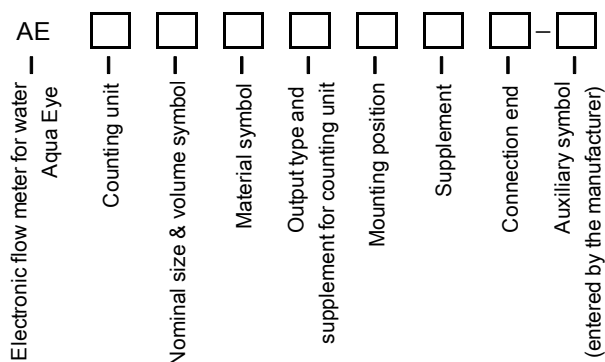 AE
–
Electronic flow meter for water
Aqua Eye
Counting unit
Nominal size & volume symbol
Material symbol
Output type and
supplement for counting unit
Mounting position
Supplement
Connection end
Auxiliary symbol
(entered by the manufacturer)